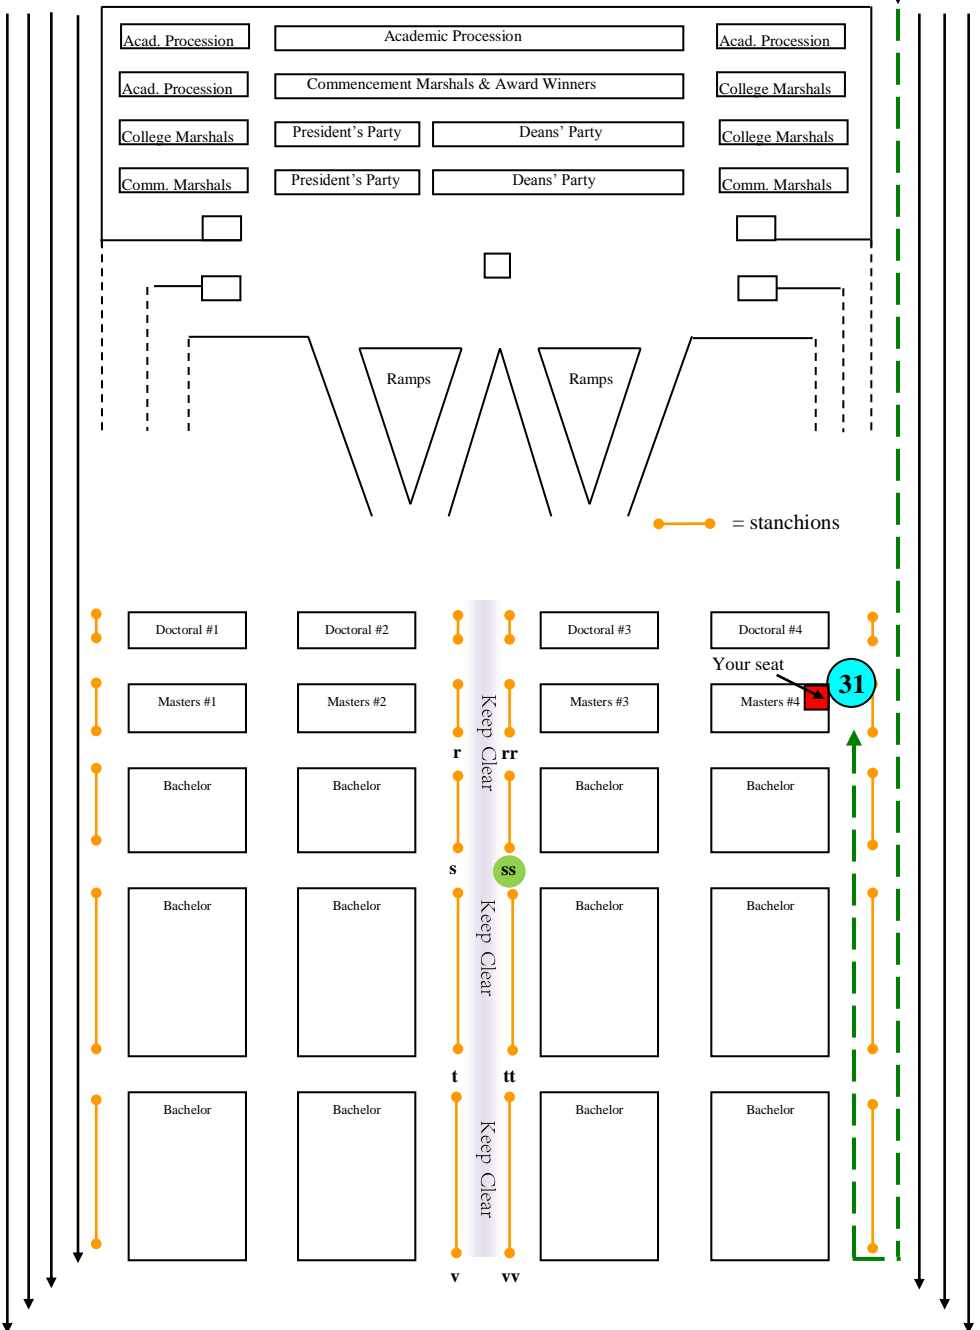 Acad. Procession
Academic Procession
Acad. Procession
Acad. Procession
Commencement Marshals & Award Winners
College Marshals
College Marshals
President's Party
Deans' Party
College Marshals
Comm. Marshals
President's Party
Deans' Party
Comm. Marshals
Ramps
Ramps
= stanchions
Doctoral #1
Doctoral #2
Doctoral #3
Doctoral #4
Your seat
31
Masters #1
Masters #2
Keep Clear
Masters #3
Masters #4
r
rr
Bachelor
Bachelor
Bachelor
Bachelor
s
ss
Bachelor
Bachelor
Keep Clear
Bachelor
Bachelor
t
tt
Bachelor
Bachelor
Keep Clear
Bachelor
Bachelor
v
vv